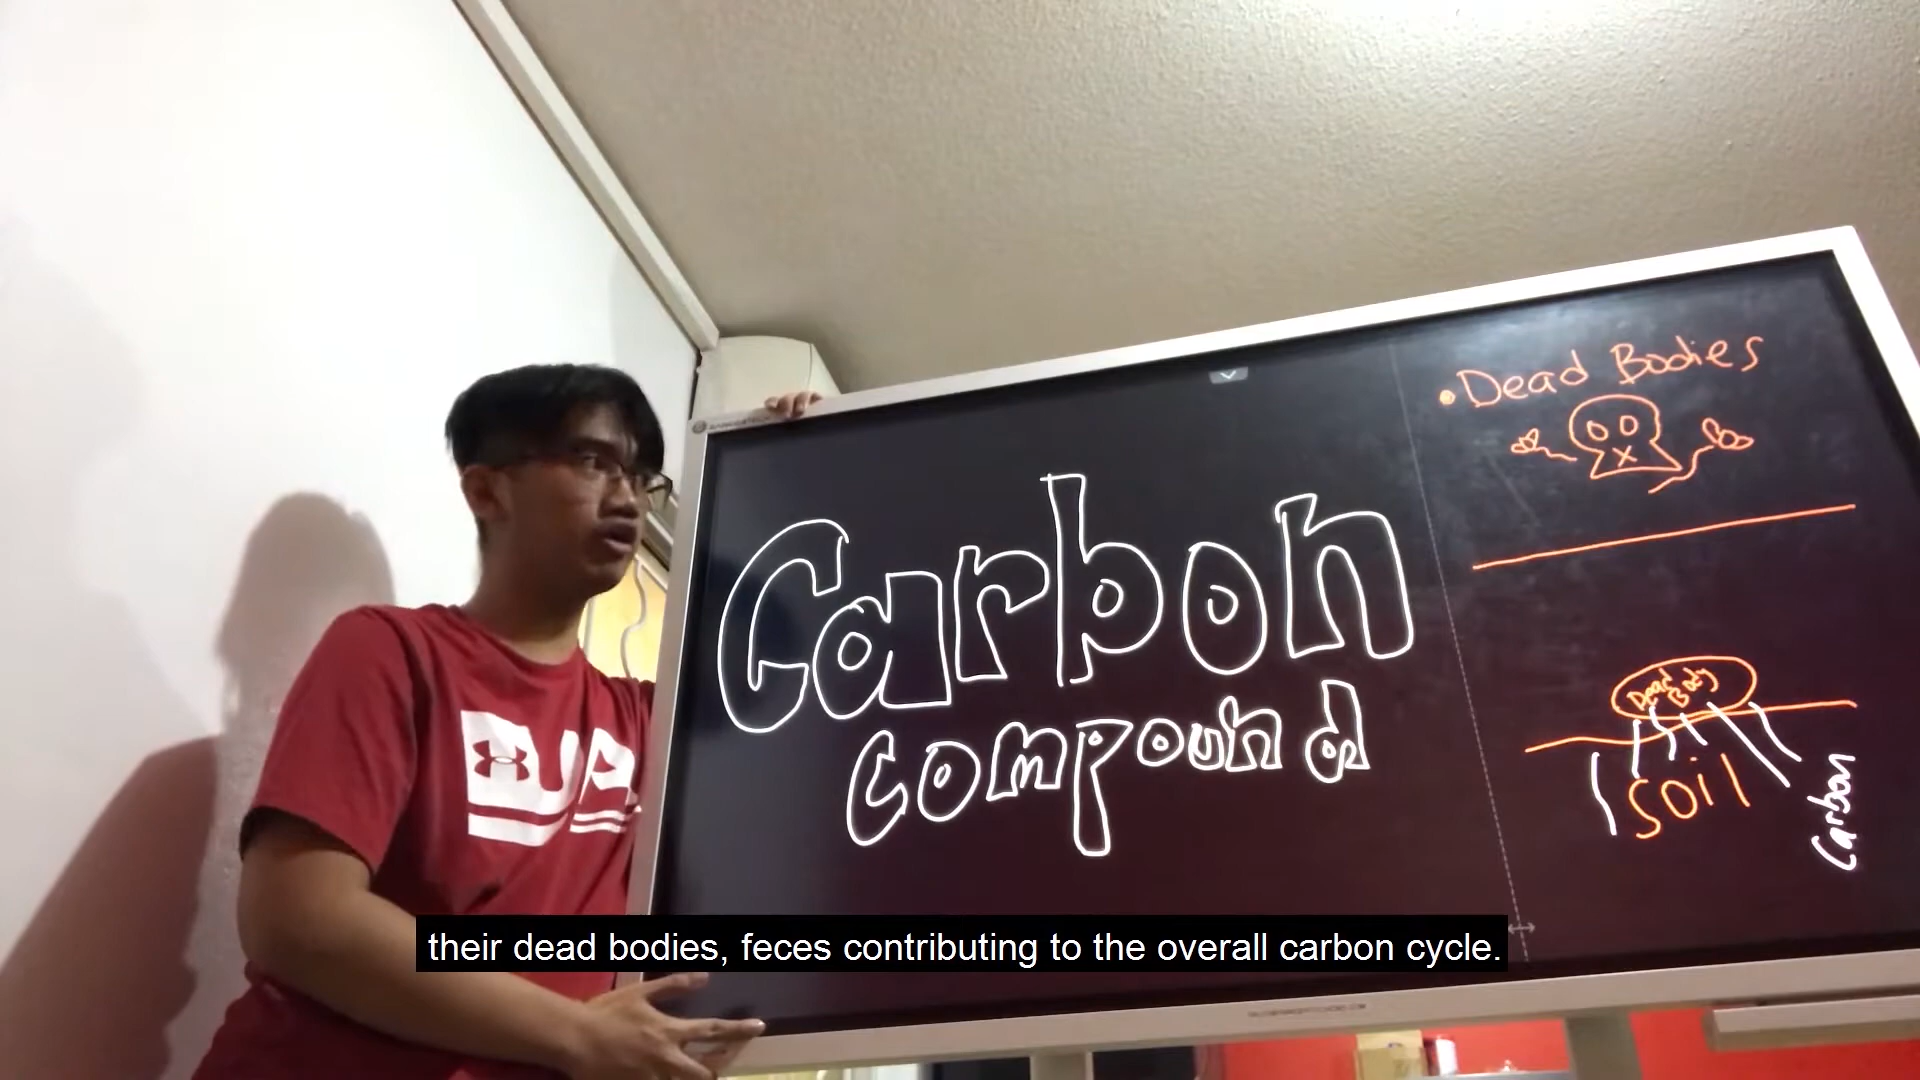 • Dead Bodies
Carbon
compound
Dead
Body
soil
Carbon
their dead bodies, feces contributing to the overall carbon cycle.